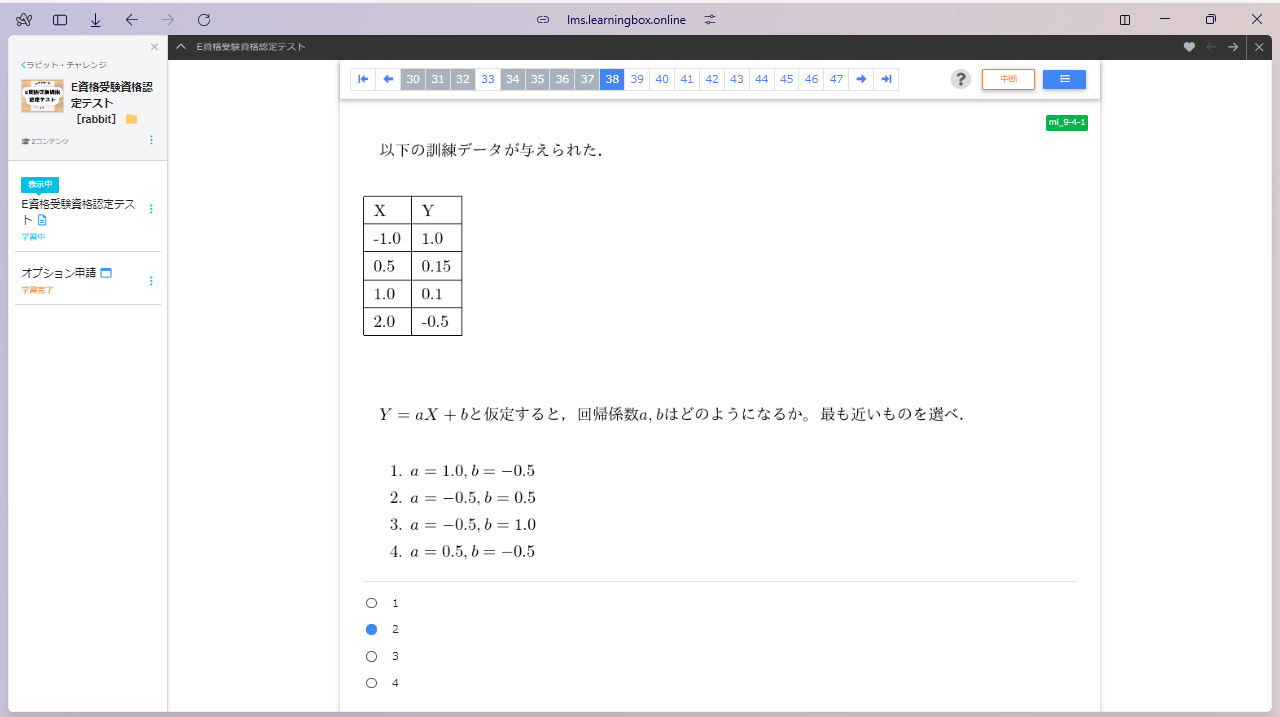 lms.learningbox.online
E資格受験資格認定テスト
ラビット・チャレンジ
E資格受験資格認定テスト［rabbit］
2コンテンツ
表示中
E資格受験資格認定テスト
学習中
オプション申請
学習完了
30 31 32 33 34 35 36 37 38 39 40 41 42 43 44 45 46 47
?
中断
ml_9-4-1
以下の訓練データが与えられた.
X Y
-1.0 1.0
0.5 0.15
1.0 0.1
2.0 -0.5
Y = aX + bと仮定すると，回帰係数a, bはどのようになるか。最も近いものを選べ.
1. a = 1.0, b = −0.5
2. a = −0.5, b = 0.5
3. a = −0.5, b = 1.0
4. a = 0.5, b = −0.5
1
2
3
4